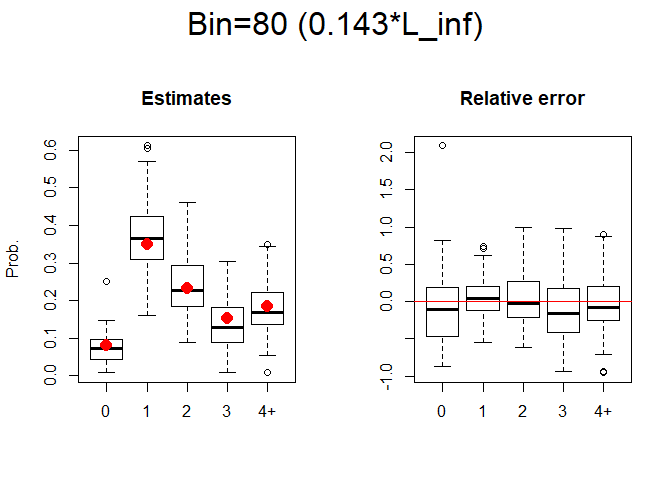 Bin=80 (0.143*L_inf)
Estimates
Relative error
Prob.
0.0 0.1 0.2 0.3 0.4 0.5 0.6
0 1 2 3 4+
-1.0 0.0 0.5 1.0 2.0
0 1 2 3 4+